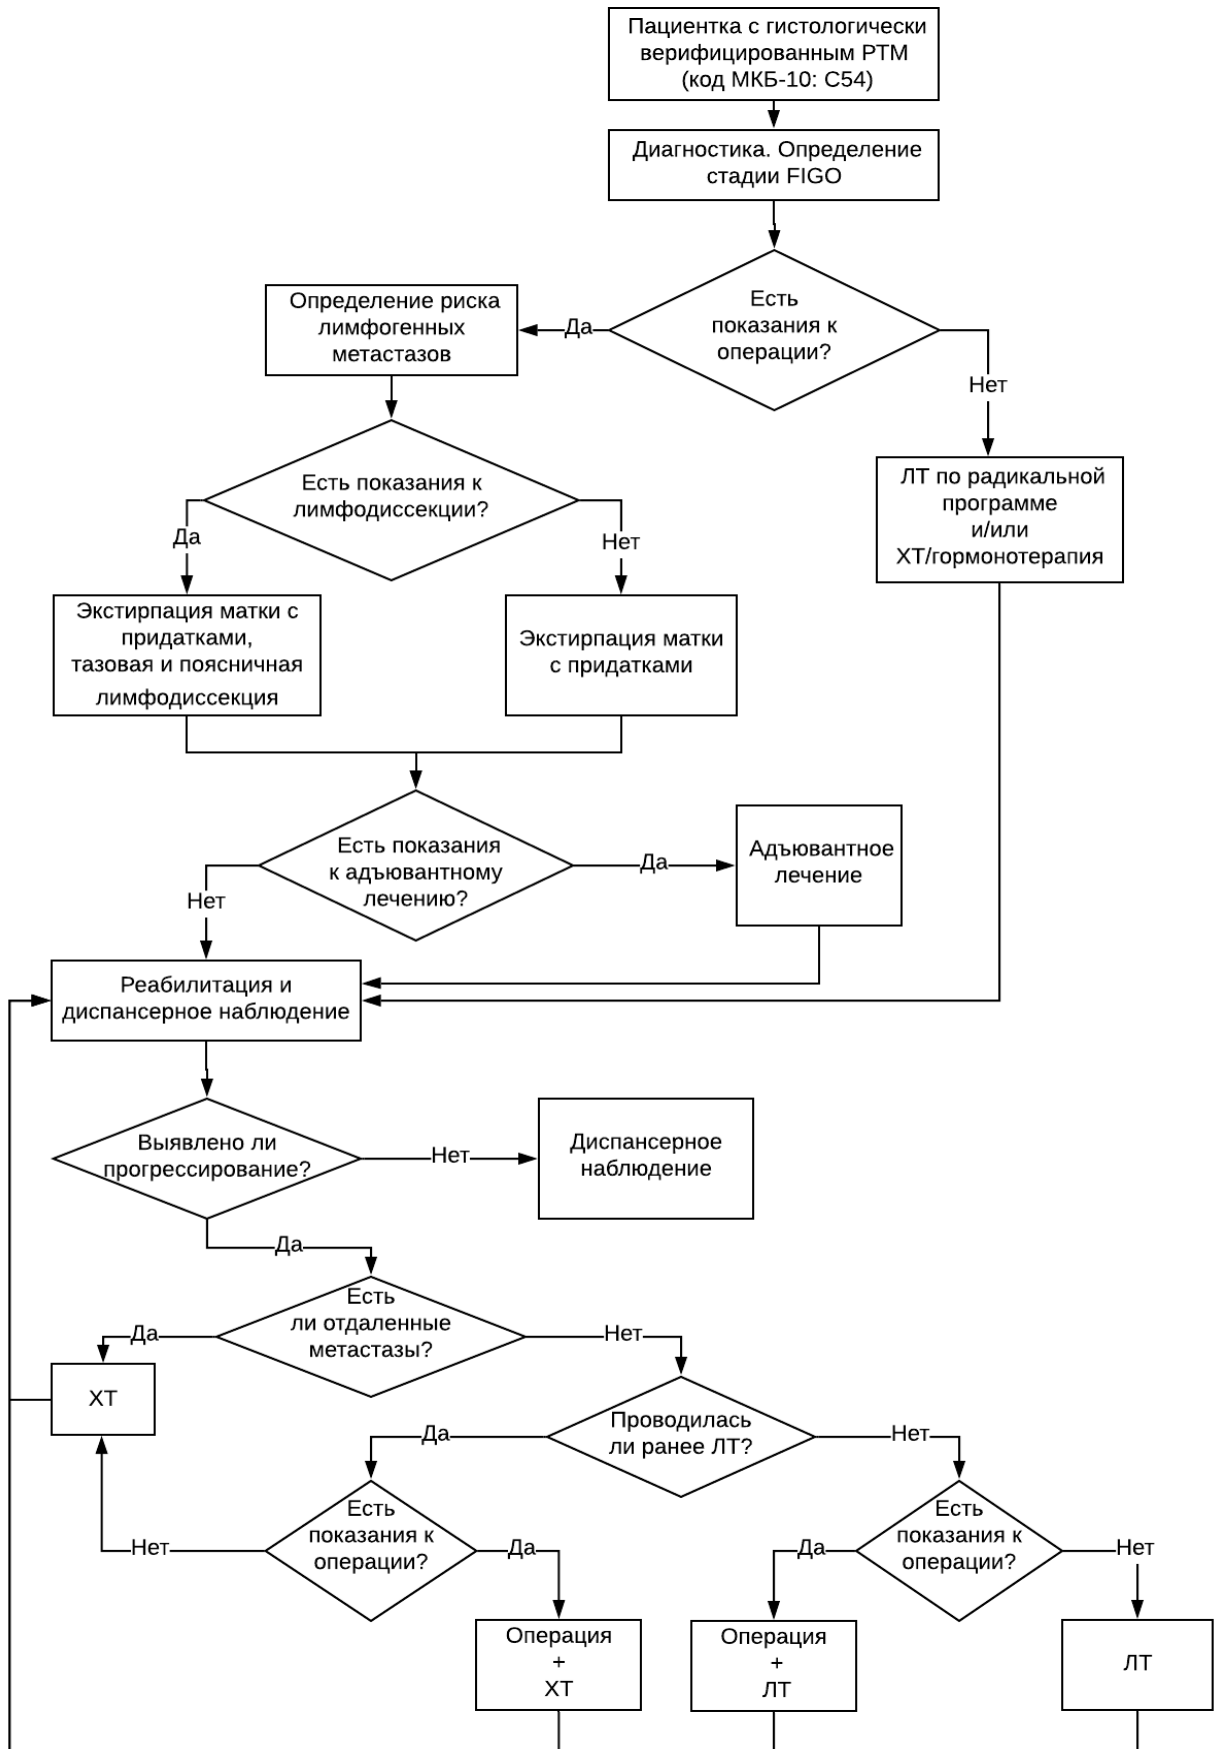 Пациентка с гистологически
верифицированным РТМ
(код МКБ-10: C54)
Диагностика. Определение
стадии FIGO
Есть
показания к
операции?
Да
Нет
Определение риска
лимфогенных
метастазов
Есть показания к
лимфодиссекции?
Да
Нет
ЛТ по радикальной
программе
и/или
ХТ/гормонотерапия
Экстирпация матки с
придатками,
тазовая и поясничная
лимфодиссекция
Экстирпация матки
с придатками
Есть показания
к адъювантному
лечению?
Да
Нет
Адъювантное
лечение
Реабилитация и
диспансерное наблюдение
Выявлено ли
прогрессирование?
Нет
Диспансерное
наблюдение
Да
Есть
ли отдаленные
метастазы?
Да
Нет
ХТ
Проводилась
ли ранее ЛТ?
Да
Нет
Есть
показания к
операции?
Нет
Да
Есть
показания к
операции?
Да
Нет
Операция
+
ХТ
Операция
+
ЛТ
ЛТ